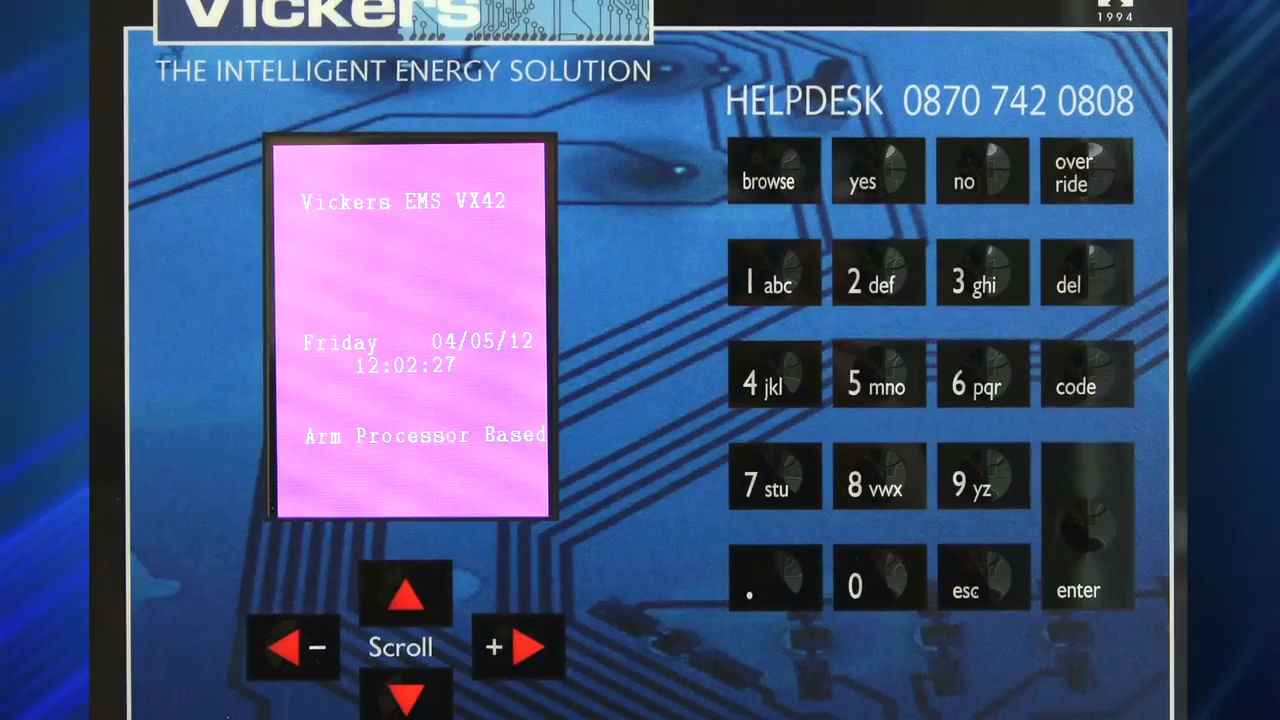 Vickers
1994
THE INTELLIGENT ENERGY SOLUTION
HELPDESK 0870 742 0808
Vickers EMS VX42
Friday 04/05/12
12:02:27
Arm Processor Based
browse yes no over ride
1 abc 2 def 3 ghi del
4 jkl 5 mno 6 pqr code
7 stu 8 vwx 9 yz
. 0 esc enter
- Scroll +